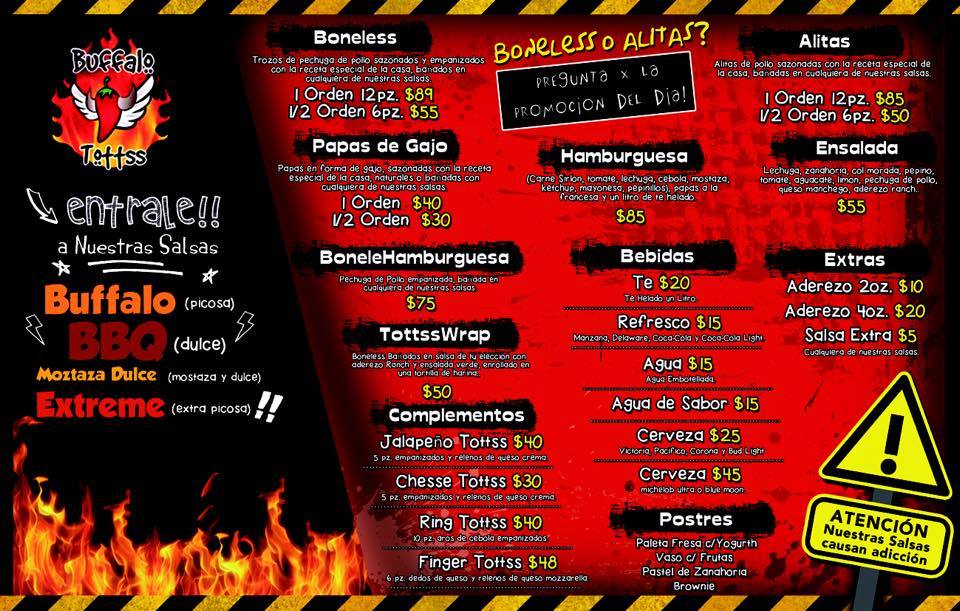 Buffalo
Tottss
entrale!!
a Nuestras Salsas
Buffalo (picosa)
BBQ (dulce)
Moztaza Dulce (mostaza y dulce)
Extreme (extra picosa)!!
Boneless
Trozos de pechuga de pollo sazonados y empanizados
con la receta especial de la casa, bañados en
cualquiera de nuestras salsas.
1 Orden 12pz. $89
1/2 Orden 6pz. $55
Papas de Gajo
Papas en forma de gajo, sazonadas con la receta
especial de la casa, naturales o bañadas con
cualquiera de nuestras salsas.
1 Orden $40
1/2 Orden $30
BoneleHamburguesa
Pechuga de Pollo empanizada, bañada en
cualquiera de nuestras salsas.
$75
TottssWrap
Boneless Bañados en salsa de tu eleccion con
aderezo Ranch y ensalada verde, enrollado en
una tortilla de harina..
$50
Complementos
Jalapeño Tottss $40
5 pz. empanizados y relenos de queso crema.
Chesse Tottss $30
5 pz. empanizados y relenos de queso crema.
Ring Tottss $40
10 pz. aros de cebola empanizados.
Finger Tottss $48
6 pz. dedos de queso y relenos de queso mozzarella.
BONELESS O ALITAS?
PREGUNTA X LA
PROMOCION DEL DIA!
Hamburguesa
(Carne Sirlon, tomate, lechuga, cebola, mostaza,
ketchup, mayonesa, pepinillos), papas a la
francesa y un litro de te helado.
$85
Bebidas
Te $20
Te Helado un Litro.
Refresco $15
Manzana, Delaware, Coca-Cola y Coca-Cola Light.
Agua $15
Agua Embotellada.
Agua de Sabor $15
Cerveza $25
Victoria, Pacifico, Corona y Bud Light
Cerveza $45
michelob ultra o blue moon.
Postres
Paleta Fresa c/Yogurth
Vaso c/ Frutas
Pastel de Zanahoria
Brownie
Alitas
Alitas de pollo sazonadas con la receta especial de
la casa, bañadas en cualquiera de nuestras salsas.
1 Orden 12pz. $85
1/2 Orden 6pz. $50
Ensalada
Lechuga, zanahoria, col morada, pepino,
tomate, aguacate, limon, pechuga de pollo,
queso manchego, aderezo ranch..
$55
Extras
Aderezo 2oz. $10
Aderezo 4oz. $20
Salsa Extra $5
Cualquiera de nuestras salsas.
!
ATENCIÓN
Nuestras Salsas
causan adicción